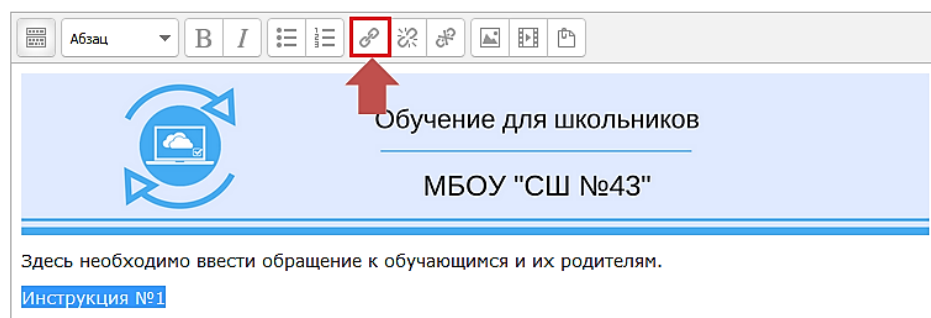 Абзац B I
Обучение для школьников
МБОУ "СШ №43"
Здесь необходимо ввести обращение к обучающимся и их родителям.
Инструкция №1